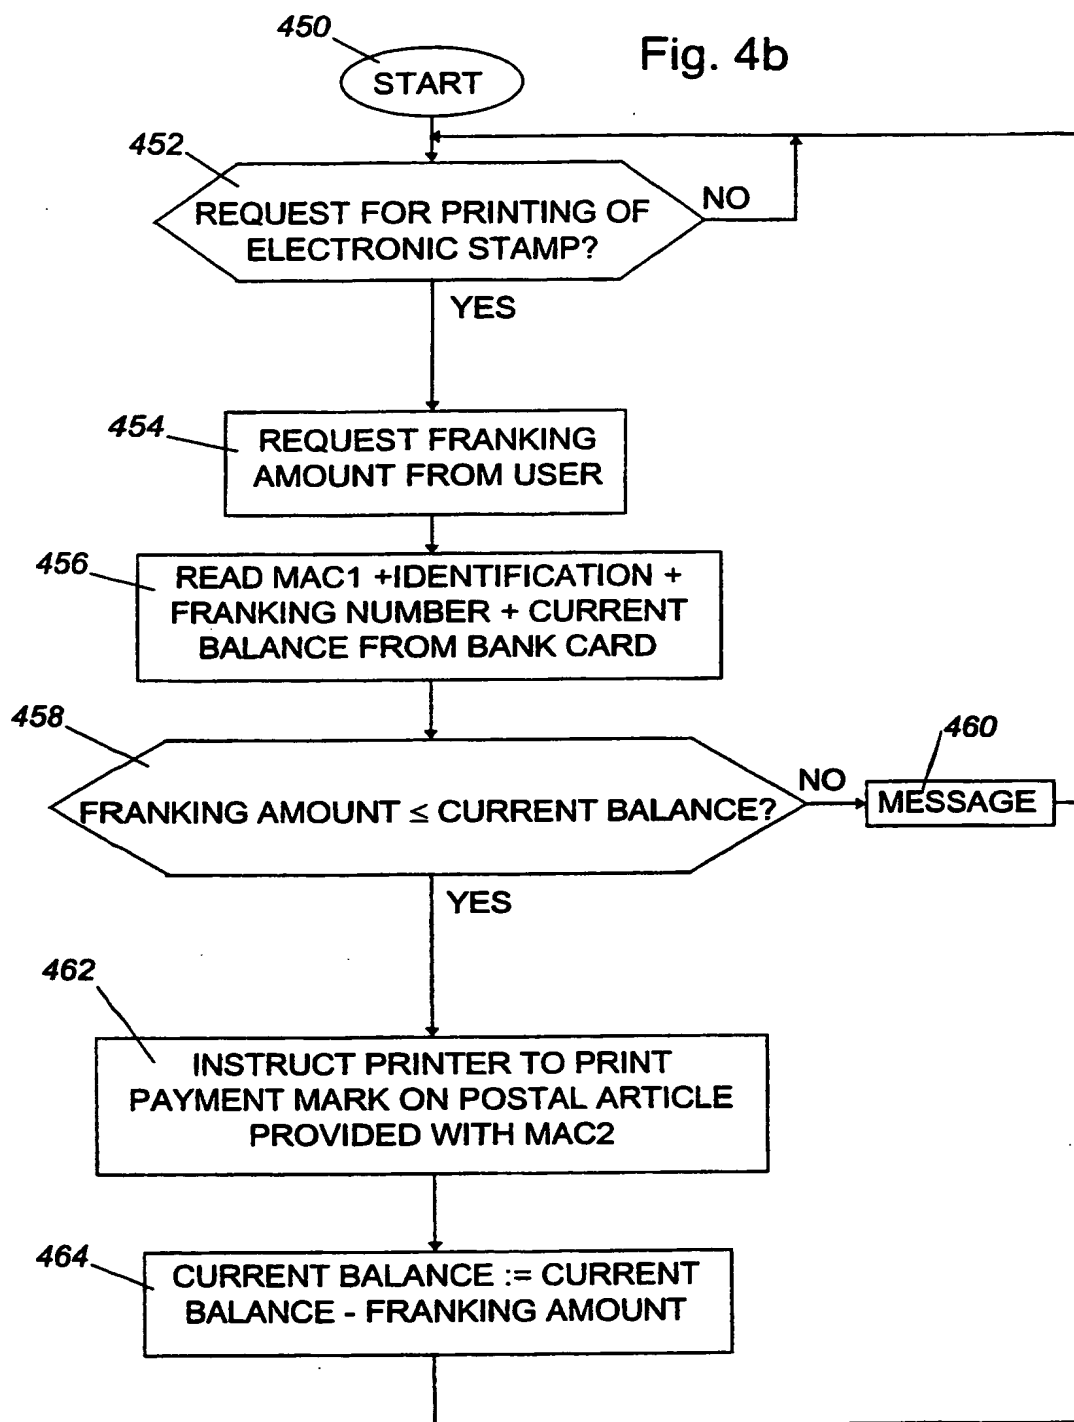 450
Fig. 4b
START
452
REQUEST FOR PRINTING OF
ELECTRONIC STAMP?
NO
YES
454
REQUEST FRANKING
AMOUNT FROM USER
456
READ MAC1 +IDENTIFICATION +
FRANKING NUMBER + CURRENT
BALANCE FROM BANK CARD
458
FRANKING AMOUNT ≤ CURRENT BALANCE?
NO
460
MESSAGE
YES
462
INSTRUCT PRINTER TO PRINT
PAYMENT MARK ON POSTAL ARTICLE
PROVIDED WITH MAC2
464
CURRENT BALANCE := CURRENT
BALANCE - FRANKING AMOUNT